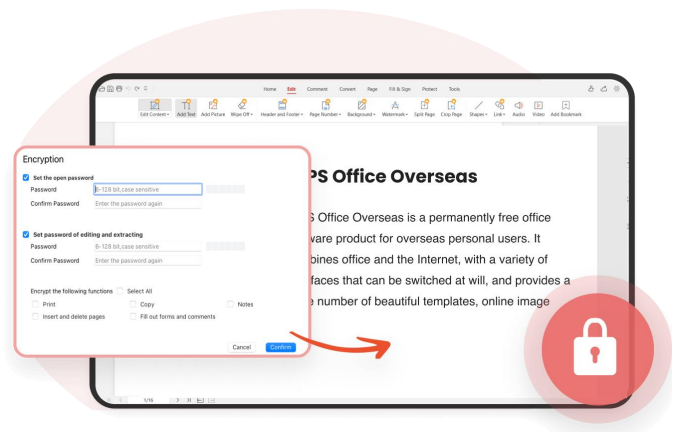 Home Edit Comment Convert Page Fill & Sign Protect Tools
Edit Content Add Text Add Picture Wipe Off Header and Footer Page Number Background Watermark Split Page Crop Page Shapes Link Audio Video Add Bookmark
Encryption
Set the open password
Password 6-128 bit,case sensitive
Confirm Password Enter the password again
Set password of editing and extracting
Password 6-128 bit,case sensitive
Confirm Password Enter the password again
Encrypt the following functions Select All
Print Copy Notes
Insert and delete pages Fill out forms and comments
Cancel Confirm
PS Office Overseas
S Office Overseas is a permanently free office
ware product for overseas personal users. It
bines office and the Internet, with a variety of
faces that can be switched at will, and provides a
number of beautiful templates, online image
1/16